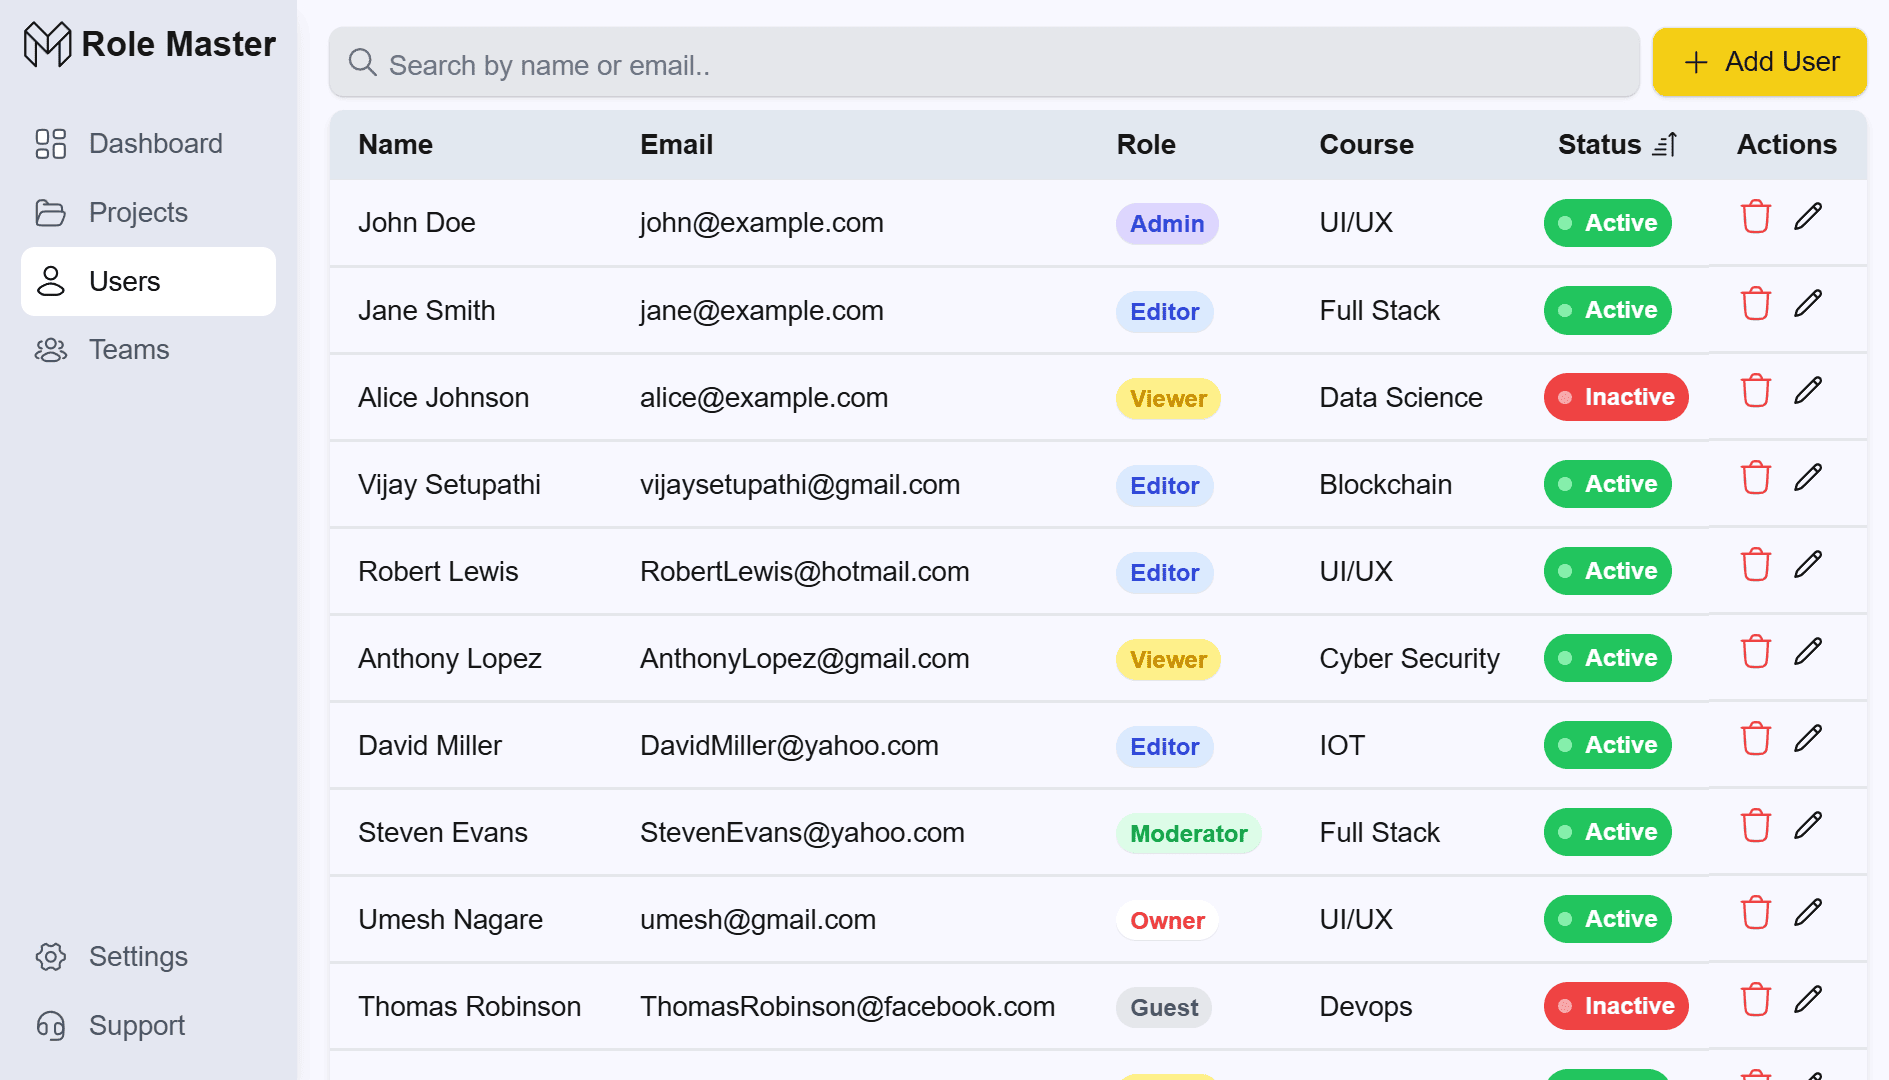 Role Master
Search by name or email..
Add User
Dashboard
Projects
Users
Teams
Settings
Support
Name Email Role Course Status Actions
John Doe john@example.com Admin UI/UX Active
Jane Smith jane@example.com Editor Full Stack Active
Alice Johnson alice@example.com Viewer Data Science Inactive
Vijay Setupathi vijaysetupathi@gmail.com Editor Blockchain Active
Robert Lewis RobertLewis@hotmail.com Editor UI/UX Active
Anthony Lopez AnthonyLopez@gmail.com Viewer Cyber Security Active
David Miller DavidMiller@yahoo.com Editor IOT Active
Steven Evans StevenEvans@yahoo.com Moderator Full Stack Active
Umesh Nagare umesh@gmail.com Owner UI/UX Active
Thomas Robinson ThomasRobinson@facebook.com Guest Devops Inactive